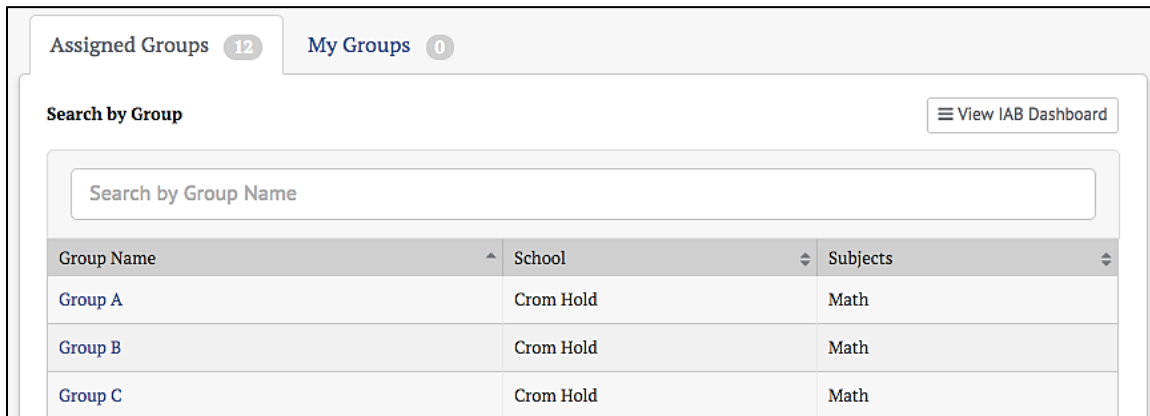 Assigned Groups 12 My Groups 0
Search by Group View IAB Dashboard
Search by Group Name
Group Name School Subjects
Group A Crom Hold Math
Group B Crom Hold Math
Group C Crom Hold Math